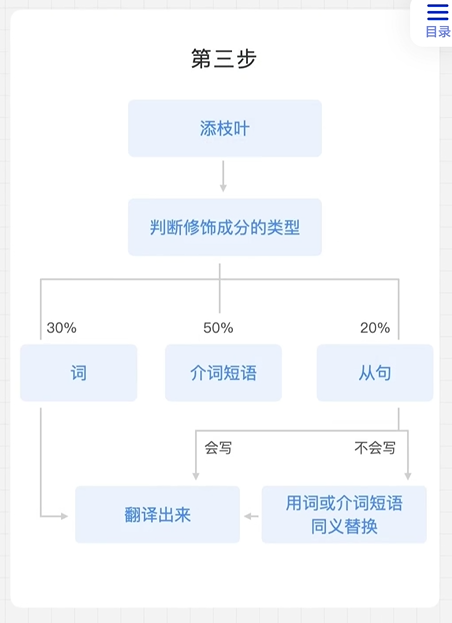 目录
第三步
添枝叶
判断修饰成分的类型
30%
50%
20%
词
介词短语
从句
会写
不会写
翻译出来
用词或介词短语
同义替换